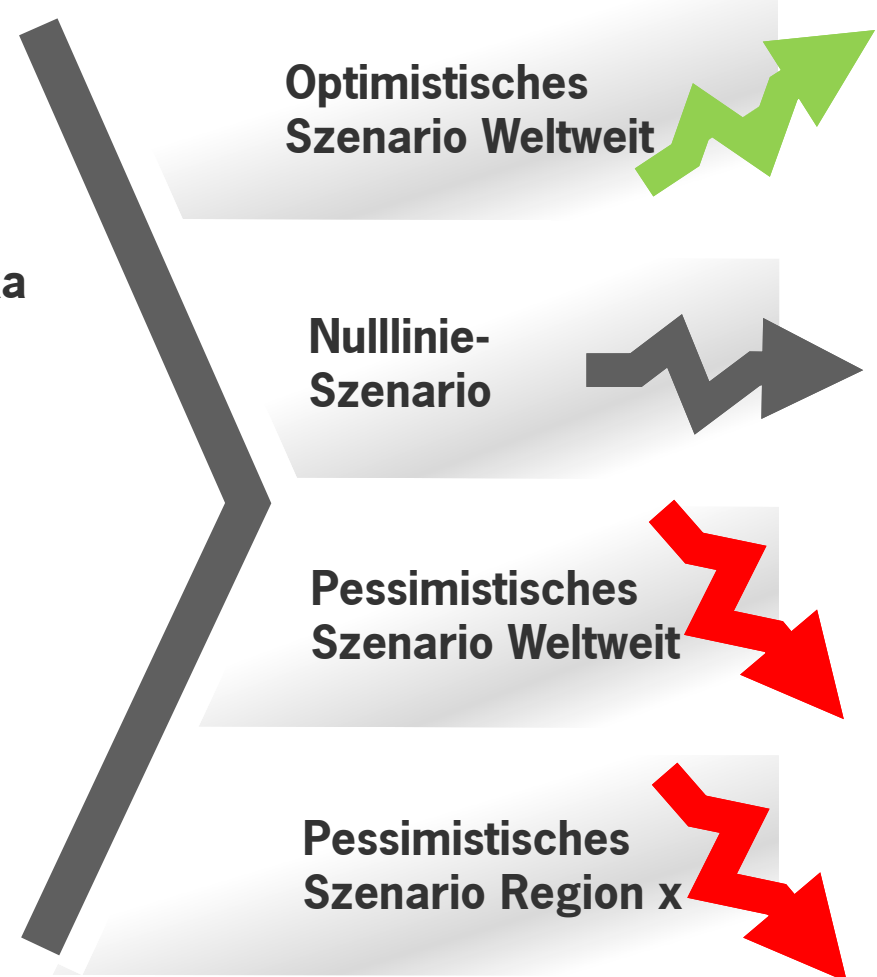 Optimistisches
Szenario Weltweit
a
Nulllinie-
Szenario
Pessimistisches
Szenario Weltweit
Pessimistisches
Szenario Region x